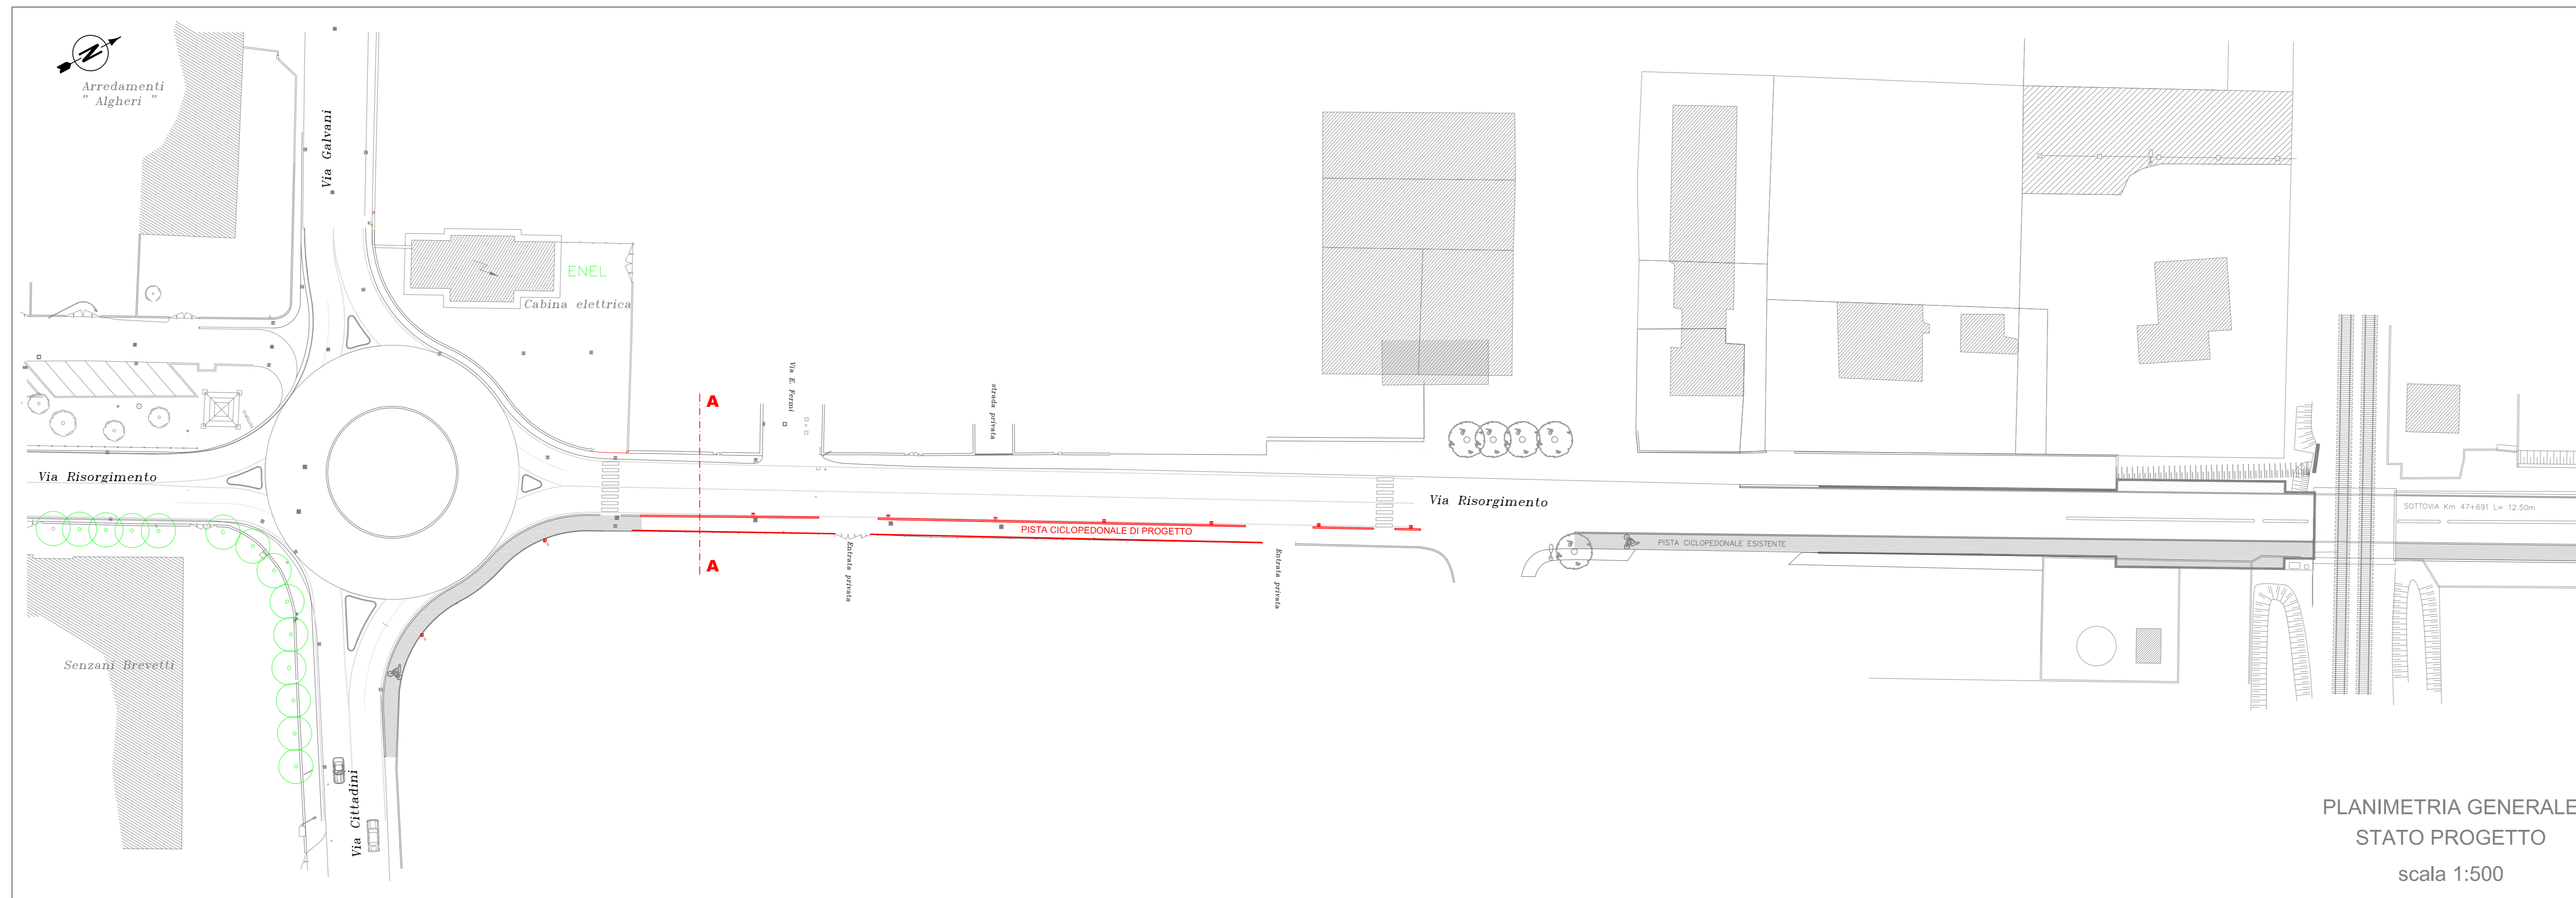 N
Arredamenti
" Algheri "
Via Galvani
ENEL
Cabina elettrica
A
Via E. Fermi
strada privata
Via Risorgimento
Via Risorgimento
SOTTOVIA Km 47+691 L= 12.50m
PISTA CICLOPEDONALE DI PROGETTO
PISTA CICLOPEDONALE ESISTENTE
Entrata privata
Entrata privata
A
Senzani Brevetti
Via Cittadini
PLANIMETRIA GENERALE
STATO PROGETTO
scala 1:500